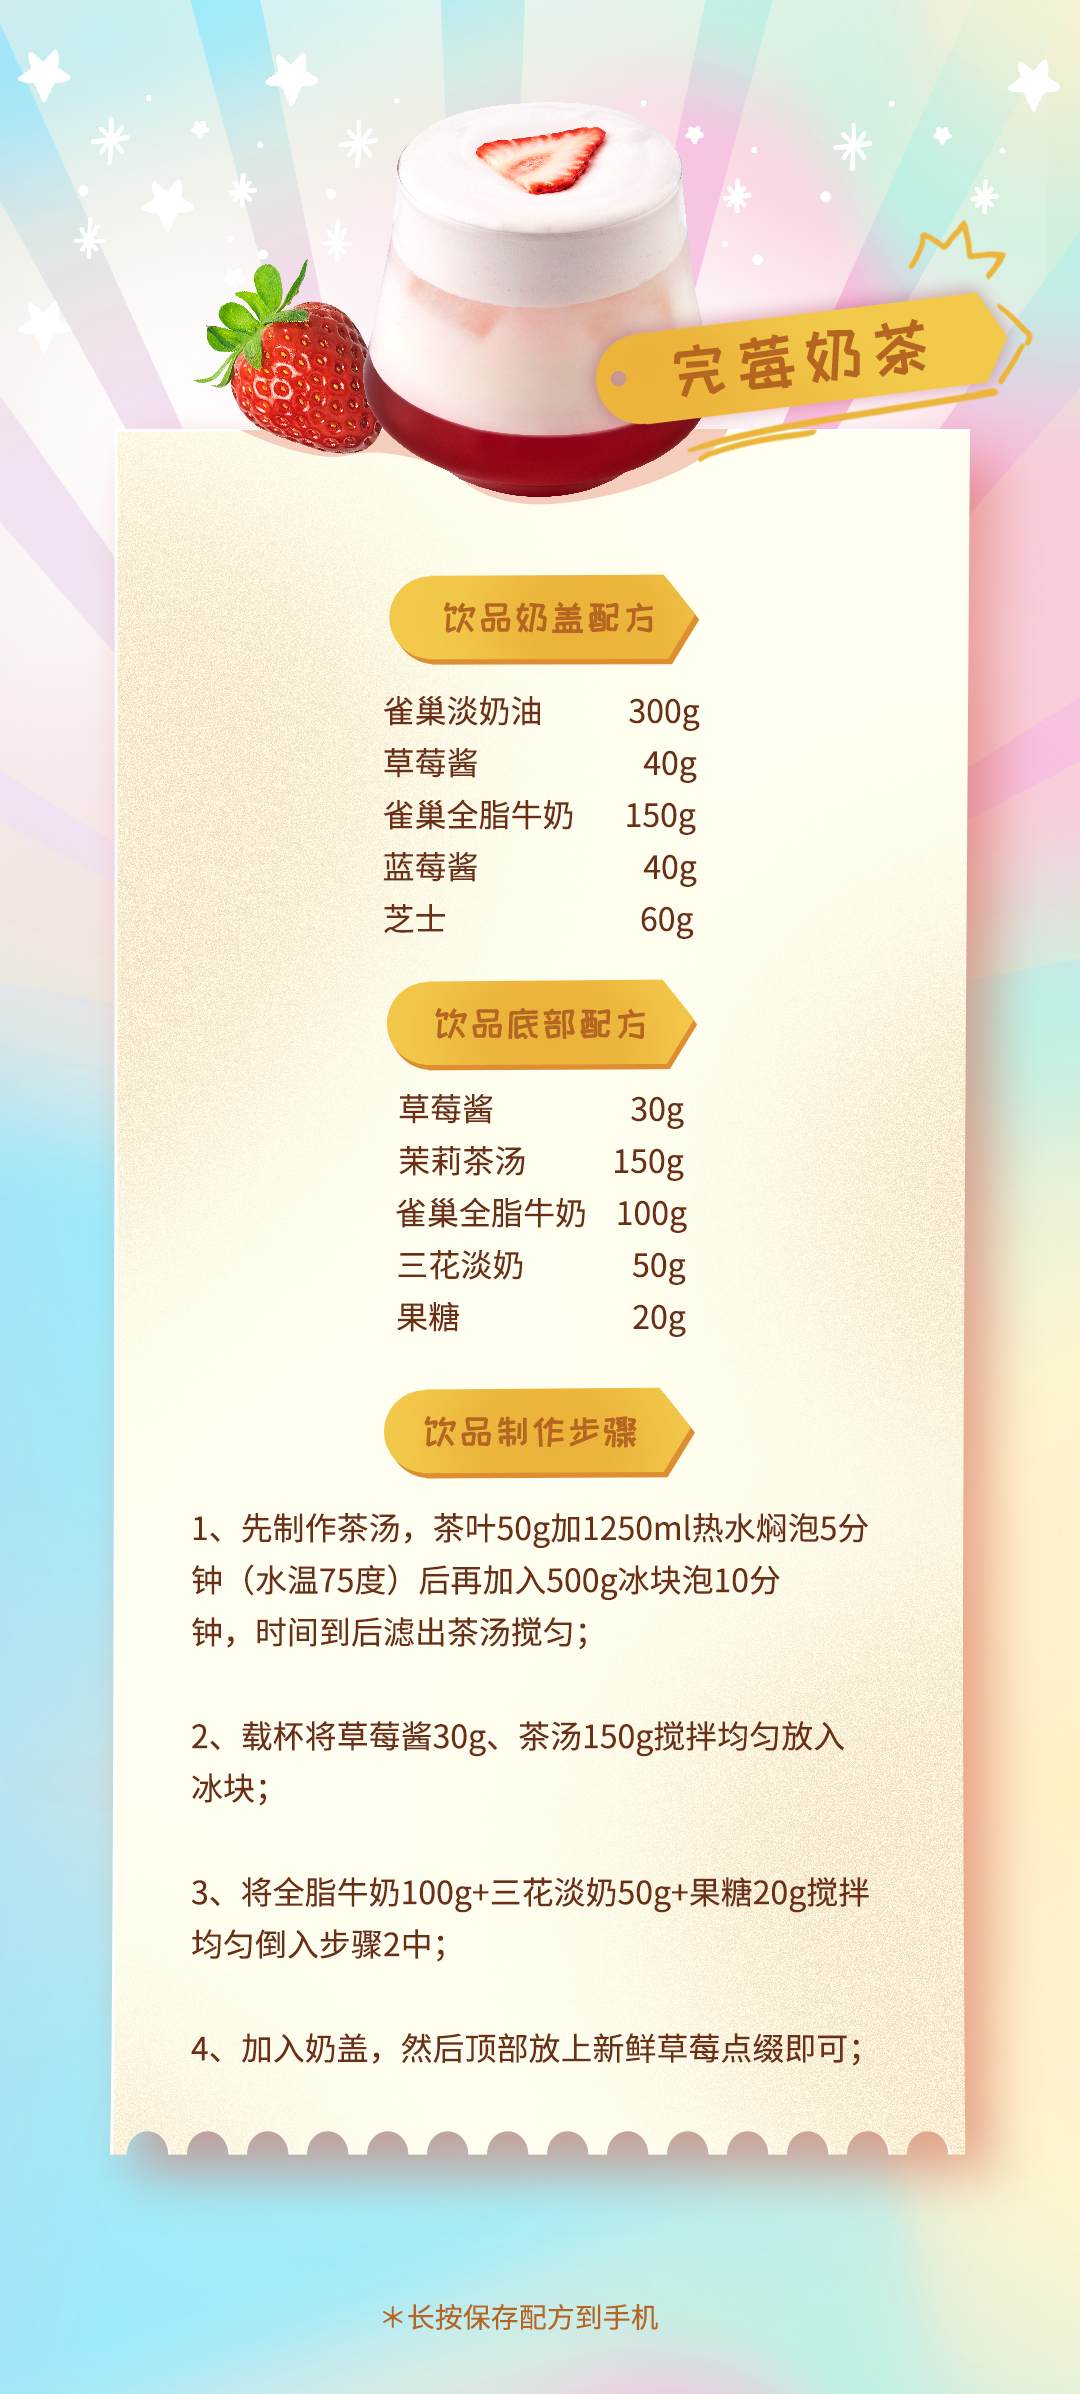 完莓奶茶
饮品奶盖配方
雀巢淡奶油 300g
草莓酱 40g
雀巢全脂牛奶 150g
蓝莓酱 40g
芝士 60g
饮品底部配方
草莓酱 30g
茉莉茶汤 150g
雀巢全脂牛奶 100g
三花淡奶 50g
果糖 20g
饮品制作步骤
1、先制作茶汤，茶叶50g加1250ml热水焖泡5分
钟（水温75度）后再加入500g冰块泡10分
钟，时间到后滤出茶汤搅匀；
2、载杯将草莓酱30g、茶汤150g搅拌均匀放入
冰块；
3、将全脂牛奶100g+三花淡奶50g+果糖20g搅拌
均匀倒入步骤2中；
4、加入奶盖，然后顶部放上新鲜草莓点缀即可；
＊长按保存配方到手机